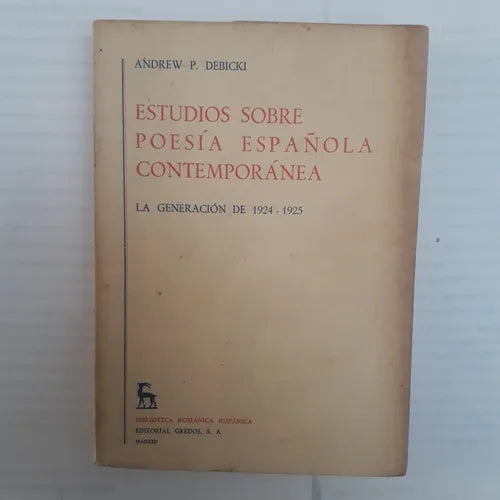 ANDREW P. DEBICKI
ESTUDIOS SOBRE
POESÍA ESPAÑOLA
CONTEMPORÁNEA
LA GENERACIÓN DE 1924-1925
BIBLIOTECA ROMÁNICA HISPÁNICA
EDITORIAL GREDOS, S. A.
MADRID